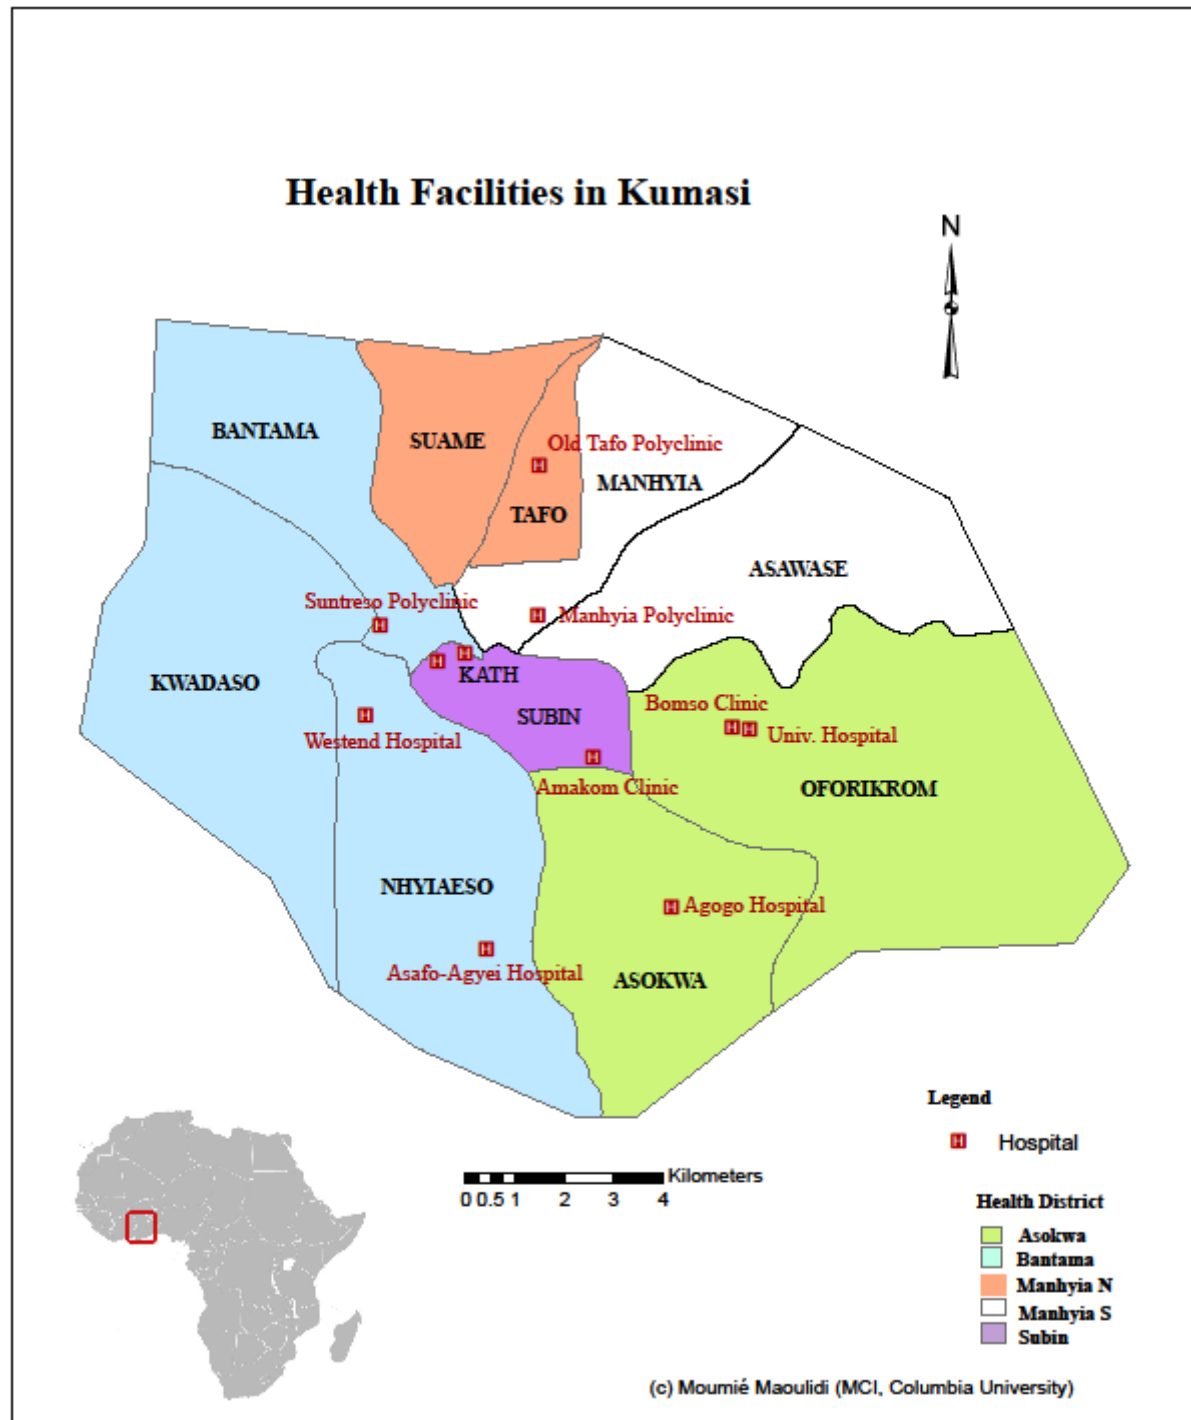 Health Facilities in Kumasi
N
BANTAMA
SUAME
Old Tafo Polyclinic
MANHYIA
TAFO
ASAWASE
Suntreso Polyclinic
Manhyia Polyclinic
KWADASO
KATH
SUBIN
Bomso Clinic
Univ. Hospital
Westend Hospital
Amakom Clinic
OFORIKROM
NHYIAESO
Agogo Hospital
Asafo-Agyei Hospital
ASOKWA
Legend
H Hospital
Kilometers
0 0.5 1 2 3 4
Health District
Asokwa
Bantama
Manhyia N
Manhyia S
Subin
(c) Moumié Maoulidi (MCI, Columbia University)